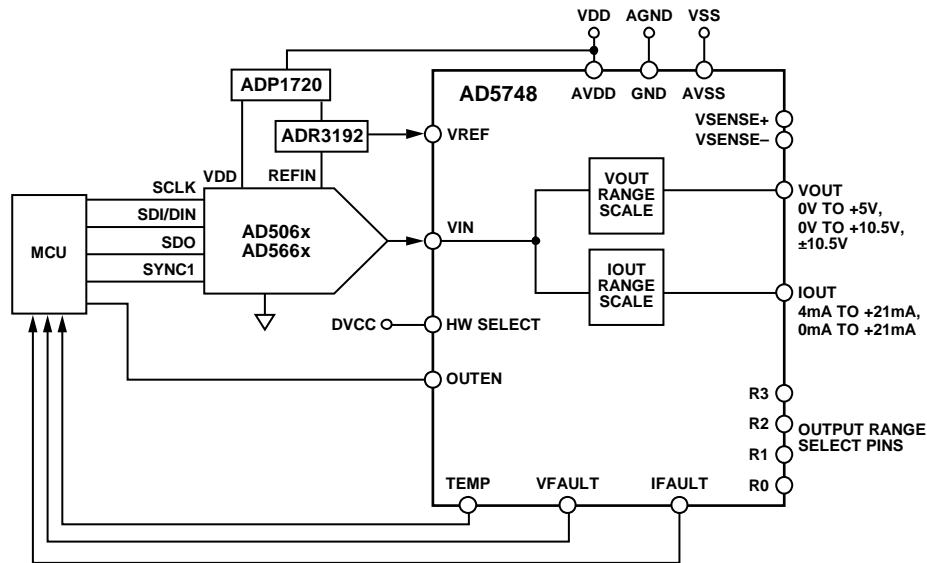 VDD
AGND
VSS
ADP1720
AD5748
AVDD
GND
AVSS
ADR3192
VREF
VSENSE+
VSENSE–
VDD
REFIN
SCLK
SDI/DIN
SDO
SYNC1
MCU
AD506x
AD566x
VIN
VOUT
RANGE
SCALE
IOUT
RANGE
SCALE
VOUT
0V TO +5V,
0V TO +10.5V,
±10.5V
IOUT
4mA TO +21mA,
0mA TO +21mA
DVCC
HW SELECT
OUTEN
R3
R2
R1
R0
OUTPUT RANGE
SELECT PINS
TEMP
VFAULT
IFAULT